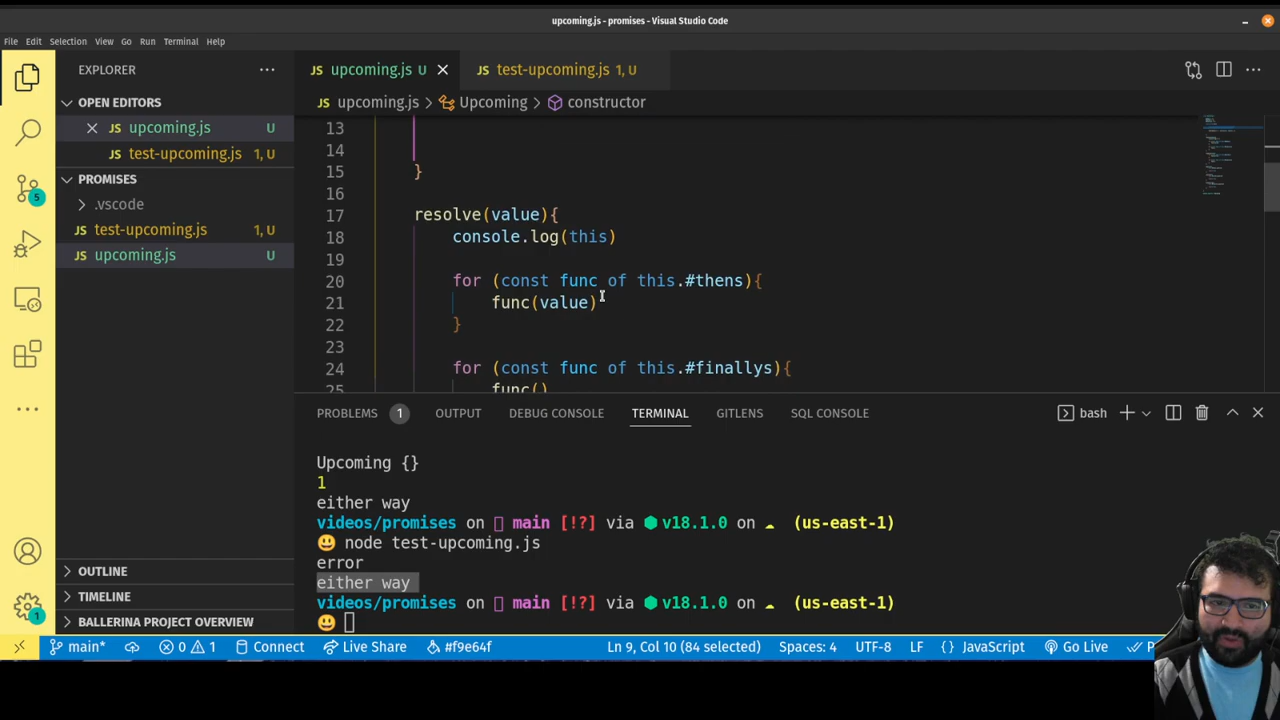 upcoming.js - promises - Visual Studio Code
File Edit Selection View Go Run Terminal Help
EXPLORER
OPEN EDITORS
upcoming.js U
test-upcoming.js 1, U
PROMISES
.vscode
test-upcoming.js 1, U
upcoming.js U
OUTLINE
TIMELINE
BALLERINA PROJECT OVERVIEW
5
1
JS upcoming.js U
JS test-upcoming.js 1, U
JS upcoming.js > Upcoming > constructor
13
14
15 }
16
17 resolve(value){
18 console.log(this)
19
20 for (const func of this.#thens){
21 func(value)
22 }
23
24 for (const func of this.#finallys){
25 func()
PROBLEMS 1 OUTPUT DEBUG CONSOLE TERMINAL GITLENS SQL CONSOLE
bash
Upcoming {}
1
either way
videos/promises on main [!?] via v18.1.0 on (us-east-1)
😃 node test-upcoming.js
error
either way
videos/promises on main [!?] via v18.1.0 on (us-east-1)
😃
main* 0 1 Connect Live Share #f9e64f Ln 9, Col 10 (84 selected) Spaces: 4 UTF-8 LF {} JavaScript Go Live